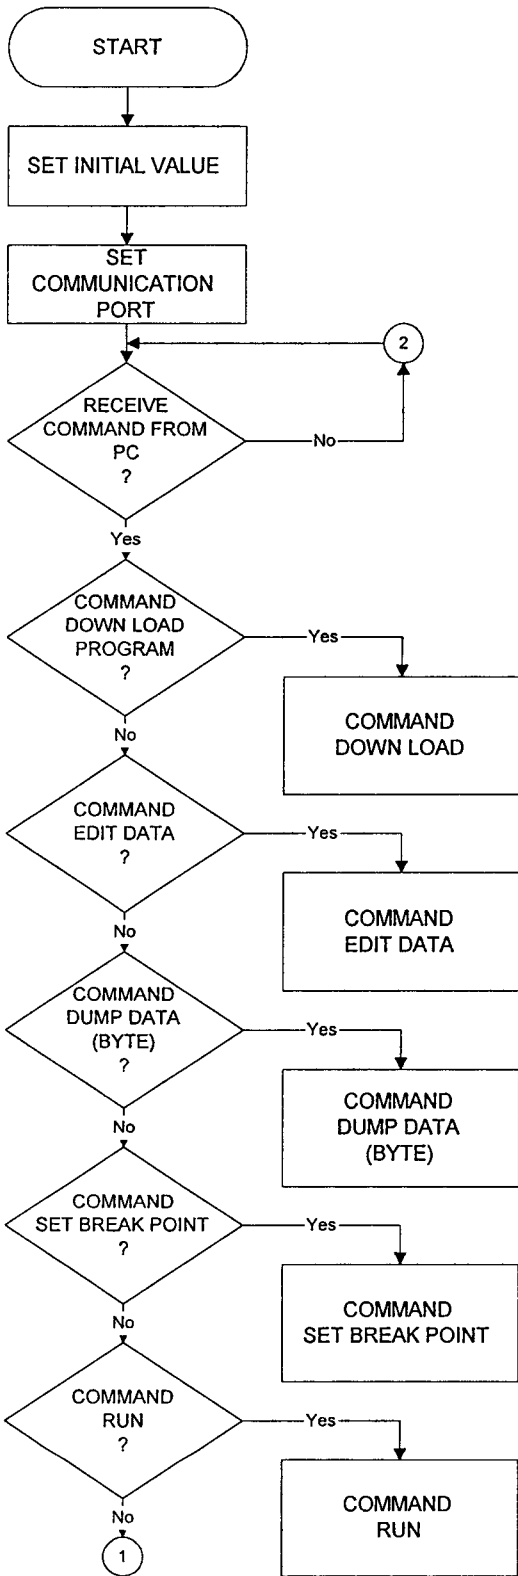 START
SET INITIAL VALUE
SET
COMMUNICATION
PORT
2
RECEIVE
COMMAND FROM
PC
?
No
Yes
COMMAND
DOWN LOAD
PROGRAM
?
Yes
COMMAND
DOWN LOAD
No
COMMAND
EDIT DATA
?
Yes
COMMAND
EDIT DATA
No
COMMAND
DUMP DATA
(BYTE)
?
Yes
COMMAND
DUMP DATA
(BYTE)
No
COMMAND
SET BREAK POINT
?
Yes
COMMAND
SET BREAK POINT
No
COMMAND
RUN
?
Yes
COMMAND
RUN
No
1